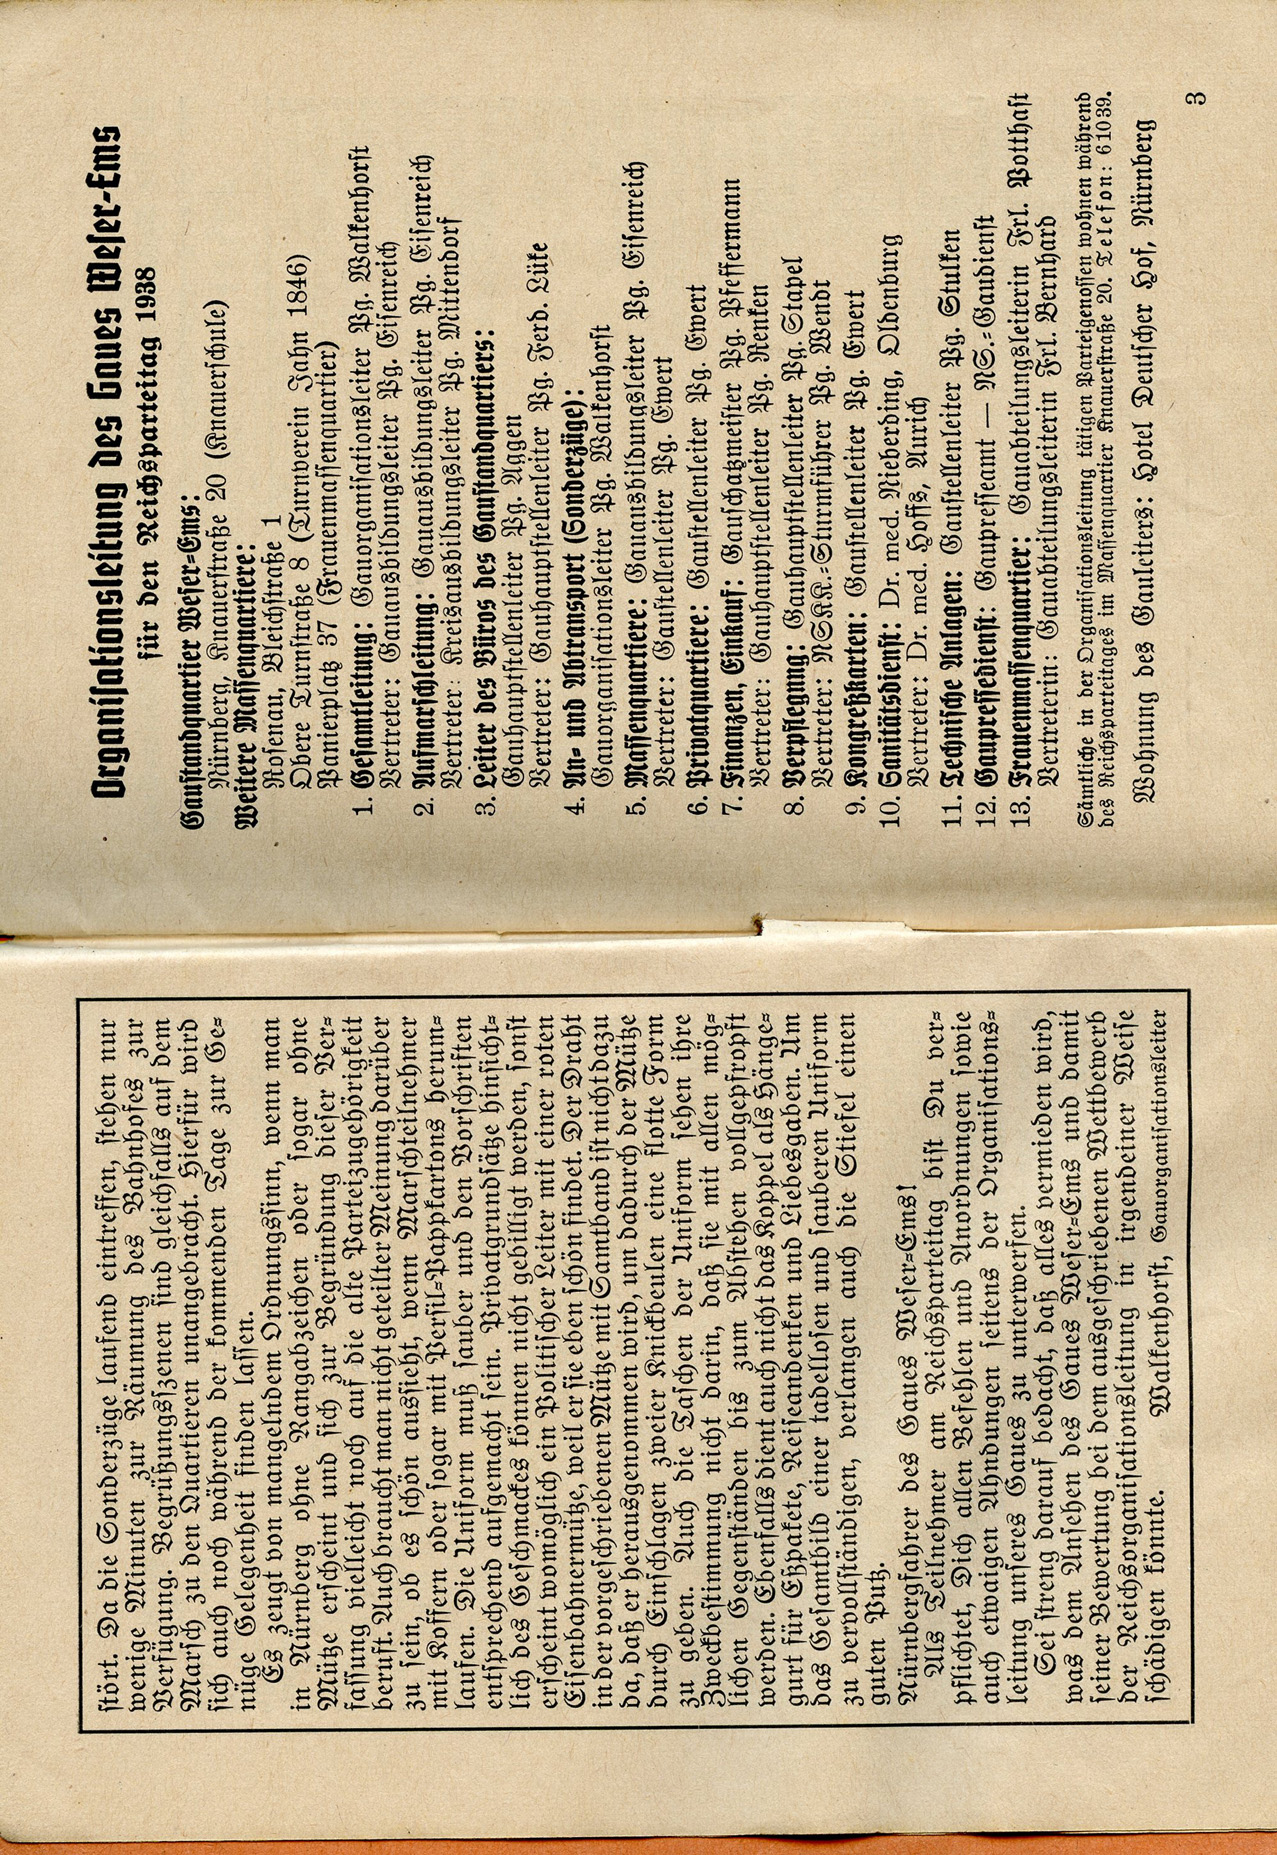 stört. Da die Sonderzüge laufend eintreffen, stehen nur
wenige Minuten zur Räumung des Bahnhofes zur
Verfügung. Begrüßungsszenen sind gleichfalls auf dem
Marsch zu den Quartieren unangebracht. Hierfür wird
sich auch noch während der kommenden Tage zur Ge-
nüge Gelegenheit finden lassen.
Es zeugt von mangelndem Ordnungssinn, wenn man
in Nürnberg ohne Rangabzeichen oder sogar ohne
Mütze erscheint und sich zur Begründung dieser Ver-
fassung vielleicht noch auf die alte Parteizugehörigkeit
beruft. Auch braucht man nicht geteilter Meinung darüber
zu sein, ob es schön aussieht, wenn Marschteilnehmer
mit Koffern oder sogar mit Persil-Pappkartons herum-
laufen. Die Uniform muß sauber und den Vorschriften
entsprechend aufgemacht sein. Privatgrundsätze hinsicht-
lich des Geschmackes können nicht gebilligt werden, sonst
erscheint womöglich ein Politischer Leiter mit einer roten
Eisenbahnermütze, weil er sie eben schön findet. Der Draht
in der vorgeschriebenen Mütze mit Samtband ist nicht dazu
da, daß er herausgenommen wird, um dadurch der Mütze
durch Einschlagen zweier Knickbeulen eine flotte Form
zu geben. Auch die Taschen der Uniform sehen ihre
Zweckbestimmung nicht darin, daß sie mit allen mög-
lichen Gegenständen bis zum Abstehen vollgepfropft
werden. Ebenfalls dient auch nicht das Koppel als Hänge-
gurt für Eßpakete, Reiseandenken und Liebesgaben. Um
das Gesamtbild einer tadellosen und sauberen Uniform
zu vervollständigen, verlangen auch die Stiefel einen
guten Putz.
Nürnbergfahrer des Gaues Weser-Ems!
Als Teilnehmer am Reichsparteitag bist Du ver-
pflichtet, Dich allen Befehlen und Anordnungen sowie
auch etwaigen Ahndungen seitens der Organisations-
leitung unseres Gaues zu unterwerfen.
Sei streng darauf bedacht, daß alles vermieden wird,
was dem Ansehen des Gaues Weser-Ems und damit
seiner Bewertung bei dem ausgeschriebenen Wettbewerb
der Reichsorganisationsleitung in irgendeiner Weise
schädigen könnte. Walkenhorst, Gauorganisationsleiter
Organisationsleitung des Gaues Weser-Ems
für den Reichsparteitag 1938
Gaustandquartier Weser-Ems:
Nürnberg, Knauerstraße 20 (Knauerschule)
Weitere Massenquartiere:
Rosenau, Bleichstraße 1
Obere Turnstraße 8 (Turnverein Jahn 1846)
Panierplatz 37 (Frauenmassenquartier)
1. Gesamtleitung: Gauorganisationsleiter Pg. Walkenhorst
Vertreter: Gauausbildungsleiter Pg. Eisenreich
2. Aufmarschleitung: Gauausbildungsleiter Pg. Eisenreich
Vertreter: Kreisausbildungsleiter Pg. Mittendorf
3. Leiter des Büros des Gaustandquartiers:
Gauhauptstellenleiter Pg. Aggen
Vertreter: Gauhauptstellenleiter Pg. Ferd. Lüke
4. An- und Abtransport (Sonderzüge):
Gauorganisationsleiter Pg. Walkenhorst
5. Massenquartiere: Gauausbildungsleiter Pg. Eisenreich
Vertreter: Gaustellenleiter Pg. Ewert
6. Privatquartiere: Gaustellenleiter Pg. Ewert
7. Finanzen, Einkauf: Gauschatzmeister Pg. Pfeffermann
Vertreter: Gauhauptstellenleiter Pg. Renken
8. Verpflegung: Gauhauptstellenleiter Pg. Stapel
Vertreter: NSKK.-Sturmführer Pg. Wendt
9. Kongreßkarten: Gaustellenleiter Pg. Ewert
10. Sanitätsdienst: Dr. med. Nieberding, Oldenburg
Vertreter: Dr. med. Hoffs, Aurich
11. Technische Anlagen: Gaustellenleiter Pg. Stulken
12. Gaupressedienst: Gaupresseamt — NS.-Gaudienst
13. Frauenmassenquartier: Gauabteilungsleiterin Frl. Potthast
Vertreterin: Gauabteilungsleiterin Frl. Bernhard
Sämtliche in der Organisationsleitung tätigen Parteigenossen wohnen während
des Reichsparteitages im Massenquartier Knauerstraße 20. Telefon: 61039.
Wohnung des Gauleiters: Hotel Deutscher Hof, Nürnberg
3